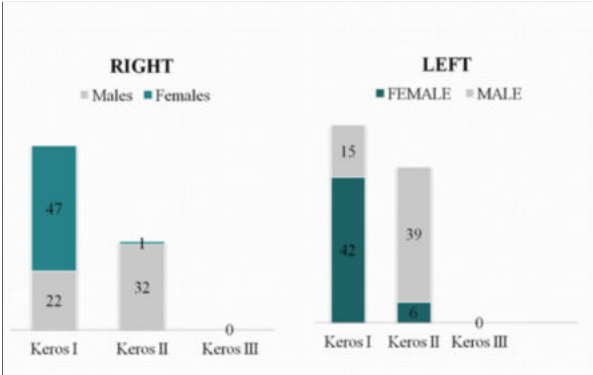 RIGHT
Males Females
47
22
1
32
0
Keros I Keros II Keros III
LEFT
FEMALE MALE
15
42
39
6
0
Keros I Keros II Keros III